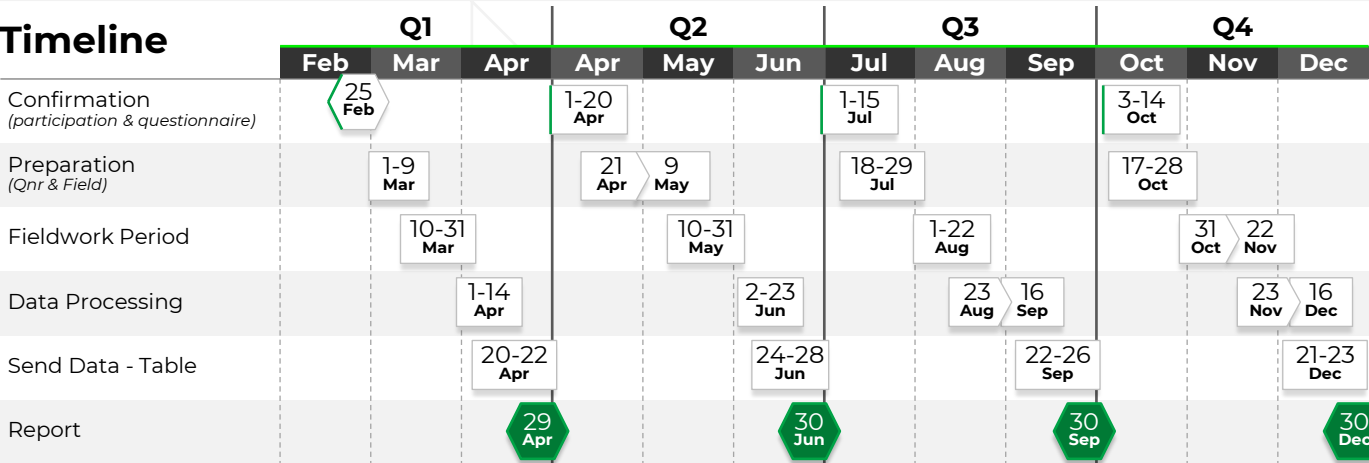 Timeline
Q1 Q2 Q3 Q4
Feb Mar Apr Apr May Jun Jul Aug Sep Oct Nov Dec
Confirmation
(participation & questionnaire)
25
Feb
1-20
Apr
1-15
Jul
3-14
Oct
Preparation
(Qnr & Field)
1-9
Mar
21
Apr
9
May
18-29
Jul
17-28
Oct
Fieldwork Period
10-31
Mar
10-31
May
1-22
Aug
31
Oct
22
Nov
Data Processing
1-14
Apr
2-23
Jun
23
Aug
16
Sep
23
Nov
16
Dec
Send Data - Table
20-22
Apr
24-28
Jun
22-26
Sep
21-23
Dec
Report
29
Apr
30
Jun
30
Sep
30
Dec